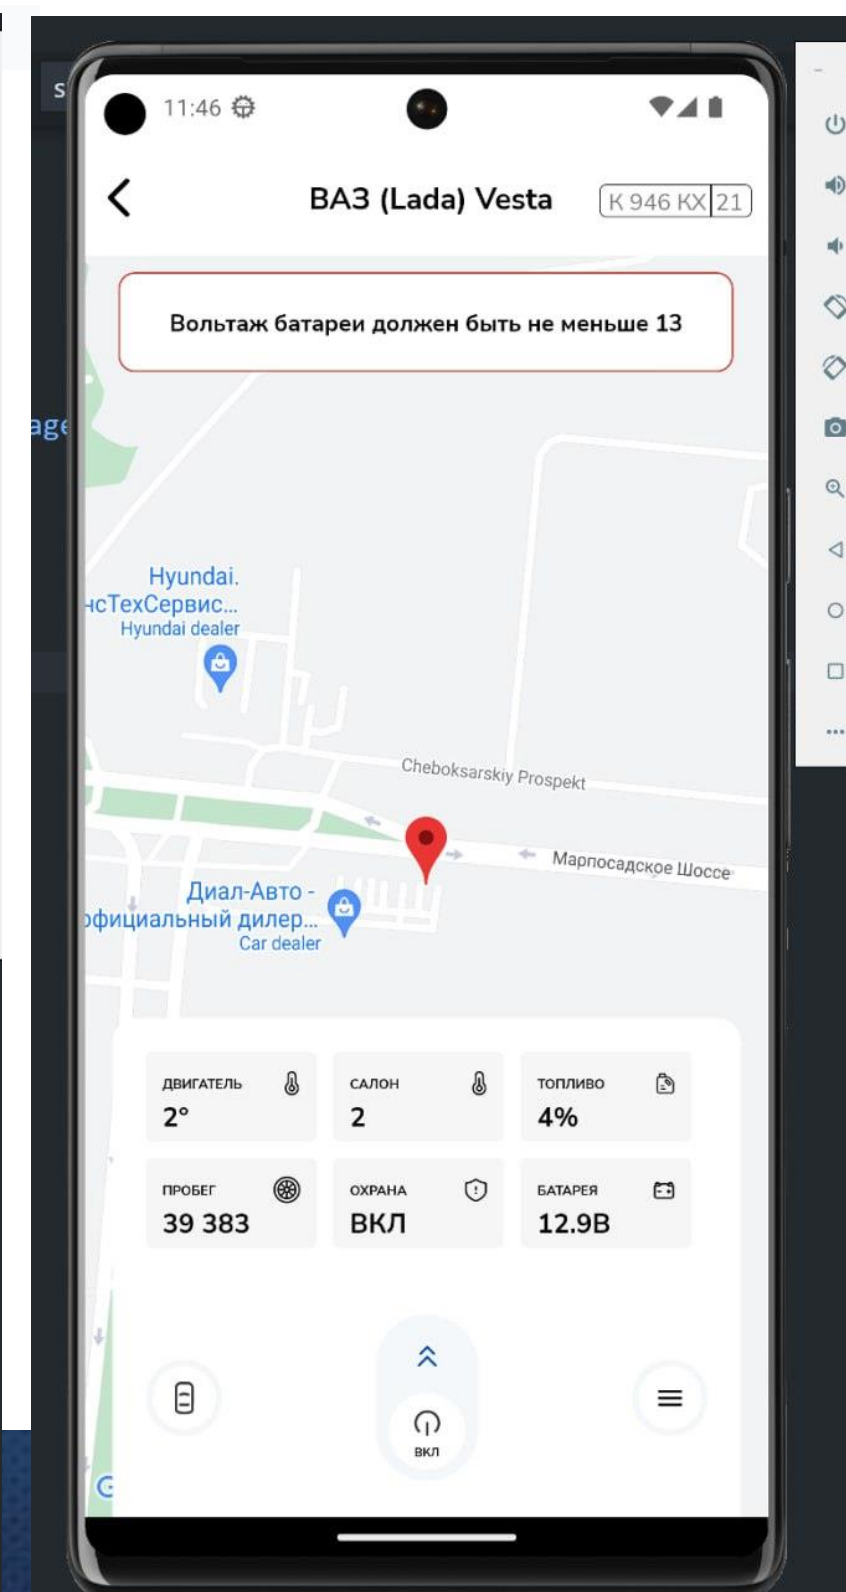 11:46
ВАЗ (Lada) Vesta
К 946 КХ 21
Вольтаж батареи должен быть не меньше 13
Hyundai.
нсТехСервис...
Hyundai dealer
Cheboksarskiy Prospekt
Марпосадское Шоссе
Диал-Авто -
официальный дилер...
Car dealer
ДВИГАТЕЛЬ
2°
САЛОН
2
ТОПЛИВО
4%
ПРОБЕГ
39 383
ОХРАНА
ВКЛ
БАТАРЕЯ
12.9В
ВКЛ